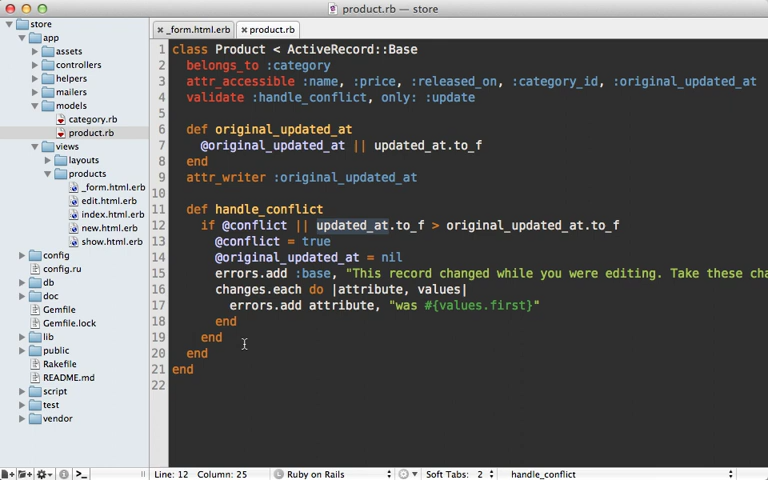 product.rb — store
store
app
assets
controllers
helpers
mailers
models
category.rb
product.rb
views
layouts
products
_form.html.erb
edit.html.erb
index.html.erb
new.html.erb
show.html.erb
config
config.ru
db
doc
Gemfile
Gemfile.lock
lib
public
Rakefile
README.md
script
test
vendor
_form.html.erb product.rb
1 class Product < ActiveRecord::Base
2 belongs_to :category
3 attr_accessible :name, :price, :released_on, :category_id, :original_updated_at
4 validate :handle_conflict, only: :update
5
6 def original_updated_at
7 @original_updated_at || updated_at.to_f
8 end
9 attr_writer :original_updated_at
10
11 def handle_conflict
12 if @conflict || updated_at.to_f > original_updated_at.to_f
13 @conflict = true
14 @original_updated_at = nil
15 errors.add :base, "This record changed while you were editing. Take these cha
16 changes.each do |attribute, values|
17 errors.add attribute, "was #{values.first}"
18 end
19 end
20 end
21 end
22
Line: 12 Column: 25 Ruby on Rails Soft Tabs: 2 handle_conflict